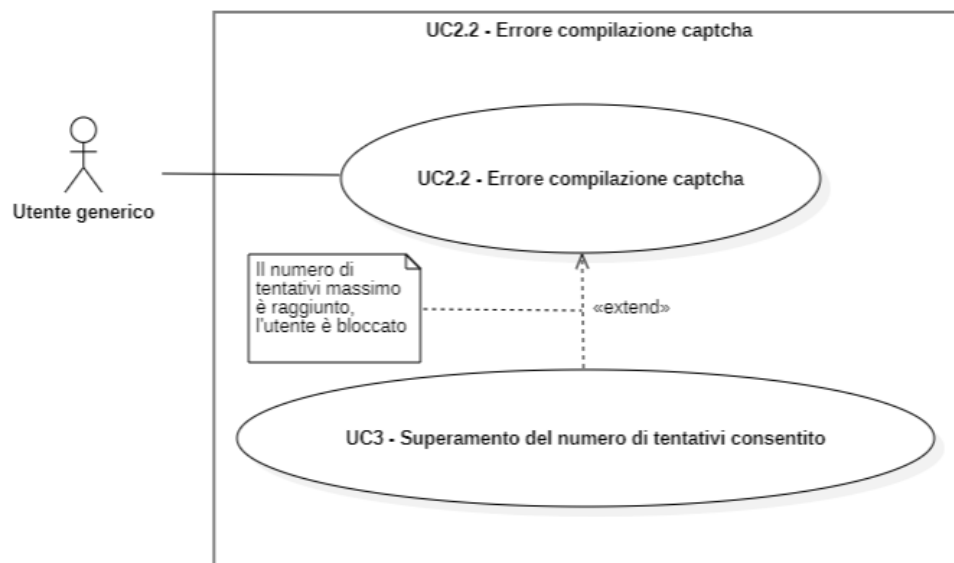 UC2.2 - Errore compilazione captcha
UC2.2 - Errore compilazione captcha
Utente generico
Il numero di
tentativi massimo
è raggiunto,
l'utente è bloccato
«extend»
UC3 - Superamento del numero di tentativi consentito